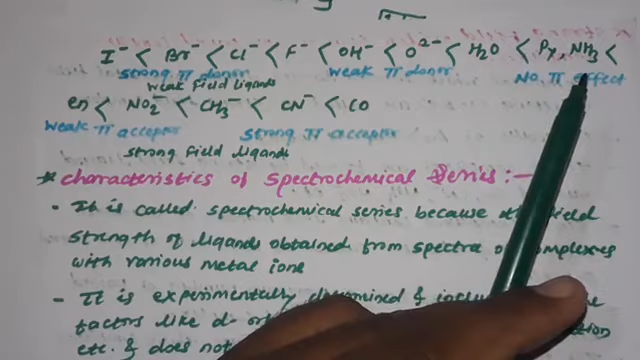 I⁻ < Br⁻ < Cl⁻ < F⁻ < OH⁻ < O²⁻ < H₂O < Py, NH₃ <
strong π donor weak π donor No π effect
weak field ligands
en < NO₂⁻ < CH₃⁻ < CN⁻ < CO
weak π acceptor strong π acceptor
strong field ligands
* characteristics of spectrochemical series :-
• It is called spectrochemical series because field
strength of ligands obtained from spectra of complexes
with various metal ions
• It is experimentally & 
factors like d-
etc. & does not